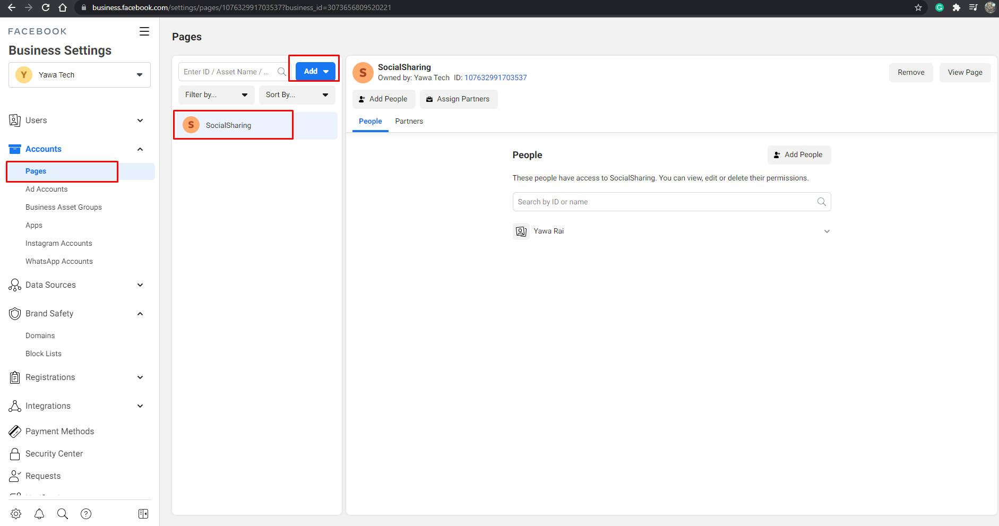 business.facebook.com/settings/pages/107632991703537?business_id=3073656809520221
FACEBOOK
Business Settings
Y
Yawa Tech
Users
Accounts
Pages
Ad Accounts
Business Asset Groups
Apps
Instagram Accounts
WhatsApp Accounts
Data Sources
Brand Safety
Domains
Block Lists
Registrations
Integrations
Payment Methods
Security Center
Requests
Pages
Enter ID / Asset Name / ...
Add
Filter by...
Sort By...
S
SocialSharing
S
SocialSharing
Owned by: Yawa Tech ID: 107632991703537
Remove
View Page
Add People
Assign Partners
People
Partners
People
Add People
These people have access to SocialSharing. You can view, edit or delete their permissions.
Search by ID or name
Yawa Rai